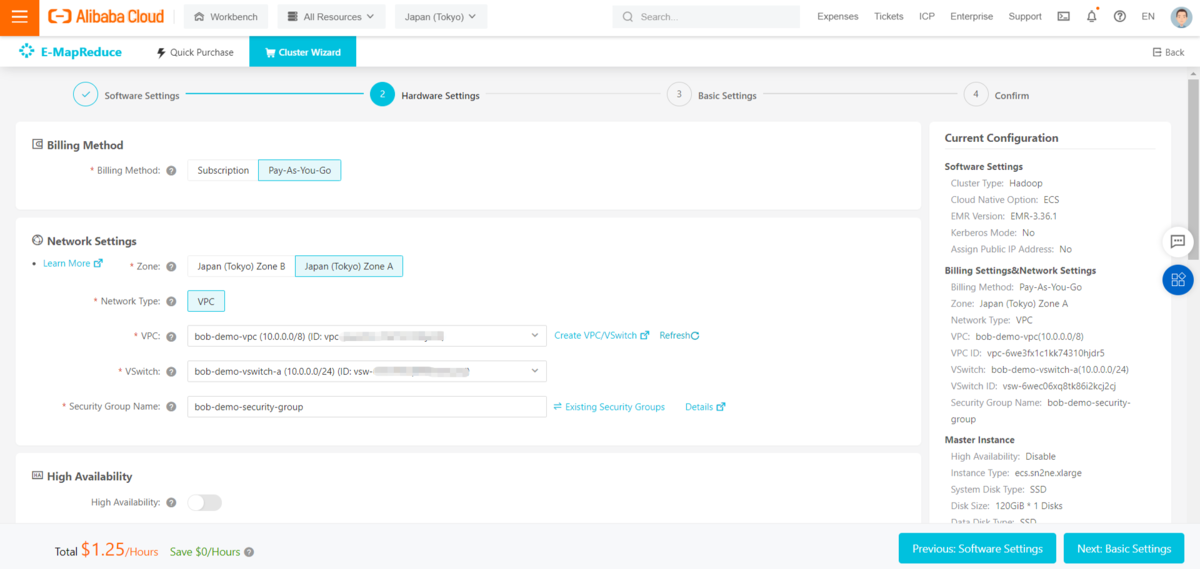 Alibaba Cloud Workbench All Resources Japan (Tokyo) Search... Expenses Tickets ICP Enterprise Support EN
E-MapReduce Quick Purchase Cluster Wizard Back
Software Settings 2 Hardware Settings 3 Basic Settings 4 Confirm
Billing Method
* Billing Method: Subscription Pay-As-You-Go
Network Settings
• Learn More * Zone: Japan (Tokyo) Zone B Japan (Tokyo) Zone A
* Network Type: VPC
* VPC: bob-demo-vpc (10.0.0.0/8) (ID: vpc- Create VPC/VSwitch Refresh
* VSwitch: bob-demo-vswitch-a (10.0.0.0/24) (ID: vsw-
* Security Group Name: bob-demo-security-group Existing Security Groups Details
HA High Availability
High Availability:
Current Configuration
Software Settings
Cluster Type: Hadoop
Cloud Native Option: ECS
EMR Version: EMR-3.36.1
Kerberos Mode: No
Assign Public IP Address: No
Billing Settings&Network Settings
Billing Method: Pay-As-You-Go
Zone: Japan (Tokyo) Zone A
Network Type: VPC
VPC: bob-demo-vpc(10.0.0.0/8)
VPC ID: vpc-6we3fx1c1kk74310hjdr5
VSwitch: bob-demo-vswitch-a(10.0.0.0/24)
VSwitch ID: vsw-6wec06xq8tk86i2kcj2cj
Security Group Name: bob-demo-security-
group
Master Instance
High Availability: Disable
Instance Type: ecs.sn2ne.xlarge
System Disk Type: SSD
Disk Size: 120GiB * 1 Disks
Data Disk Type: SSD
Total $1.25/Hours Save $0/Hours Previous: Software Settings Next: Basic Settings